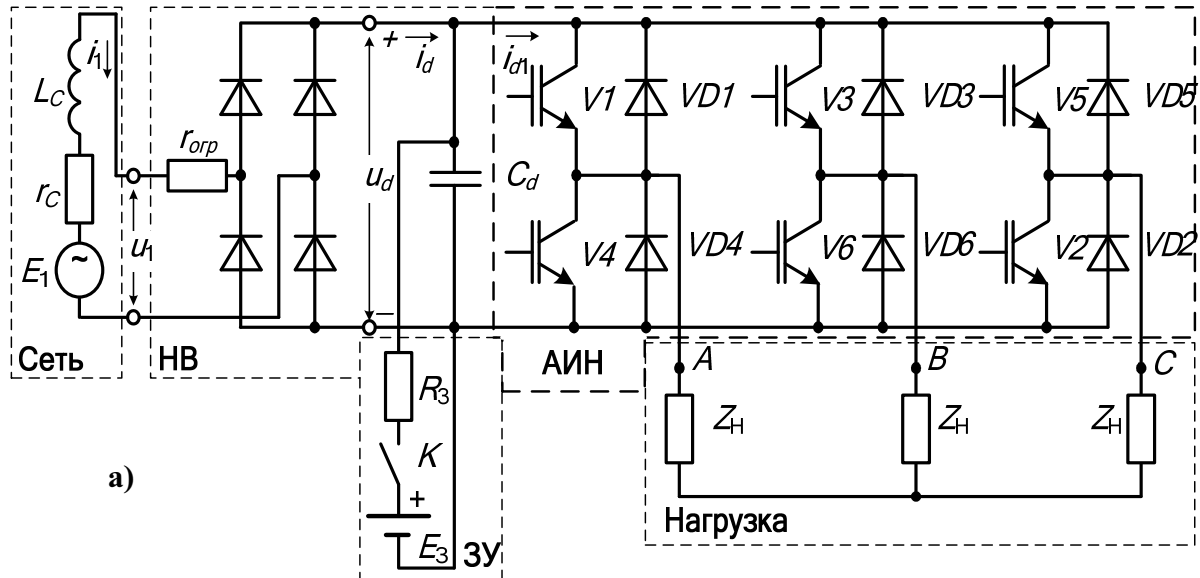 i1
LC
rC
E1
~
u1
Сеть
rогр
НВ
+
id
ud
−
Cd
id1
V1
VD1
V3
VD3
V5
VD5
V4
VD4
V6
VD6
V2
VD2
АИН
RЗ
K
+
EЗ
ЗУ
A
B
C
ZН
ZН
ZН
Нагрузка
а)